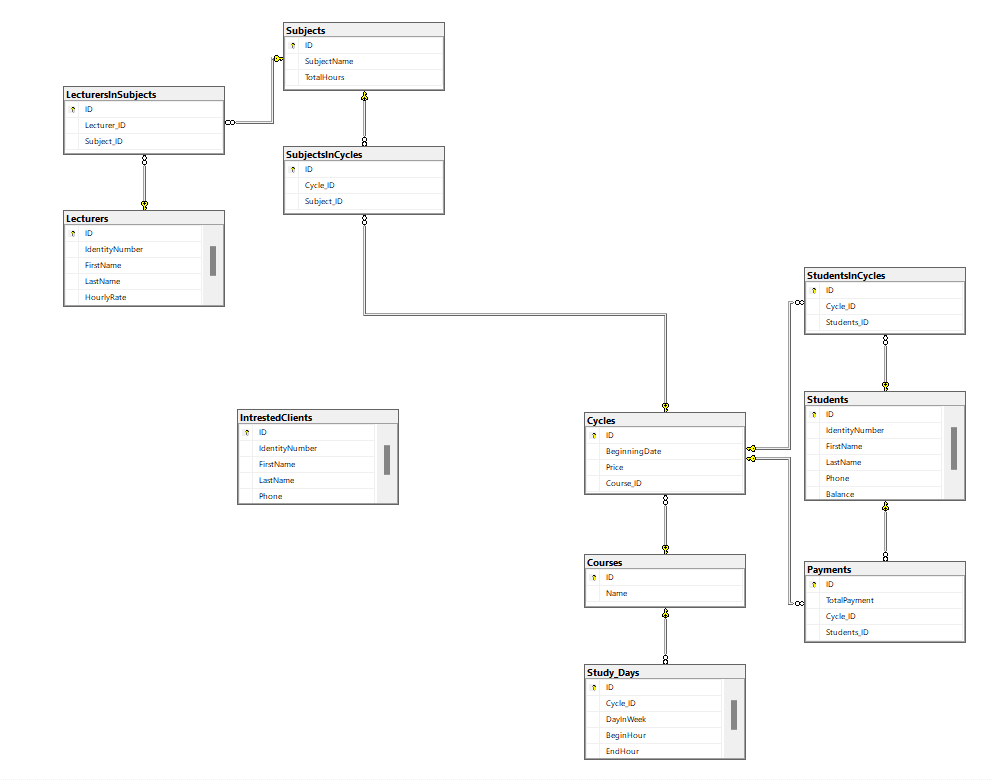 Subjects
ID
SubjectName
TotalHours
LecturersInSubjects
ID
Lecturer_ID
Subject_ID
SubjectsInCycles
ID
Cycle_ID
Subject_ID
Lecturers
ID
IdentityNumber
FirstName
LastName
HourlyRate
StudentsInCycles
ID
Cycle_ID
Students_ID
IntrestedClients
ID
IdentityNumber
FirstName
LastName
Phone
Cycles
ID
BeginningDate
Price
Course_ID
Students
ID
IdentityNumber
FirstName
LastName
Phone
Balance
Courses
ID
Name
Payments
ID
TotalPayment
Cycle_ID
Students_ID
Study_Days
ID
Cycle_ID
DayInWeek
BeginHour
EndHour